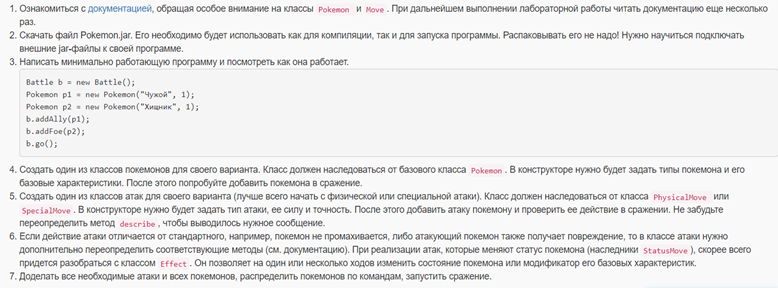 1. Ознакомиться с документацией, обращая особое внимание на классы Pokemon и Move. При дальнейшем выполнении лабораторной работы читать документацию еще несколько
раз.
2. Скачать файл Pokemon.jar. Его необходимо будет использовать как для компиляции, так и для запуска программы. Распаковывать его не надо! Нужно научиться подключать
внешние jar-файлы к своей программе.
3. Написать минимально работающую программу и посмотреть как она работает.
Battle b = new Battle();
Pokemon p1 = new Pokemon("Чужой", 1);
Pokemon p2 = new Pokemon("Хищник", 1);
b.addAlly(p1);
b.addFoe(p2);
b.go();
4. Создать один из классов покемонов для своего варианта. Класс должен наследоваться от базового класса Pokemon. В конструкторе нужно будет задать типы покемона и его
базовые характеристики. После этого попробуйте добавить покемона в сражение.
5. Создать один из классов атак для своего варианта (лучше всего начать с физической или специальной атаки). Класс должен наследоваться от класса PhysicalMove или
SpecialMove. В конструкторе нужно будет задать тип атаки, ее силу и точность. После этого добавить атаку покемону и проверить ее действие в сражении. Не забудьте
переопределить метод describe, чтобы выводилось нужное сообщение.
6. Если действие атаки отличается от стандартного, например, покемон не промахивается, либо атакующий покемон также получает повреждение, то в классе атаки нужно
дополнительно переопределить соответствующие методы (см. документацию). При реализации атак, которые меняют статус покемона (наследники StatusMove), скорее всего
придется разобраться с классом Effect. Он позволяет на один или несколько ходов изменить состояние покемона или модификатор его базовых характеристик.
7. Доделать все необходимые атаки и всех покемонов, распределить покемонов по командам, запустить сражение.